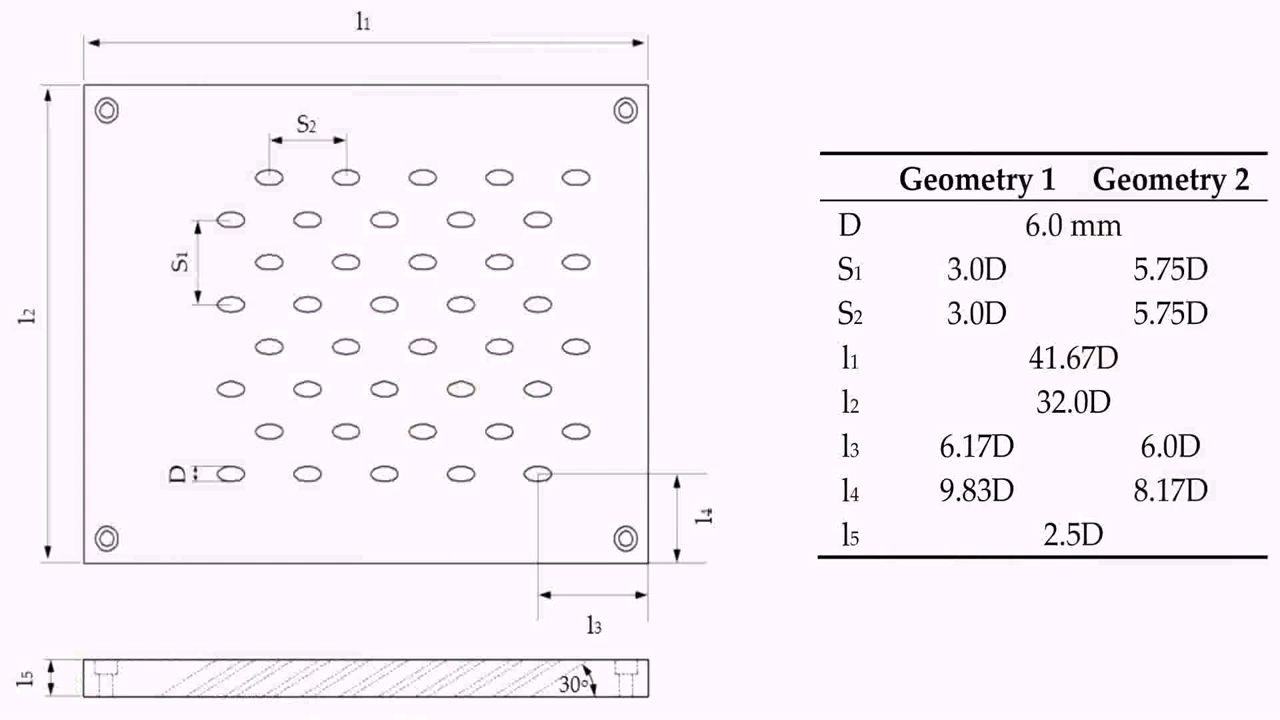 l1
S2
S1
l2
D
l4
l3
l5
30°
Geometry 1 Geometry 2
D 6.0 mm
S1 3.0D 5.75D
S2 3.0D 5.75D
l1 41.67D
l2 32.0D
l3 6.17D 6.0D
l4 9.83D 8.17D
l5 2.5D